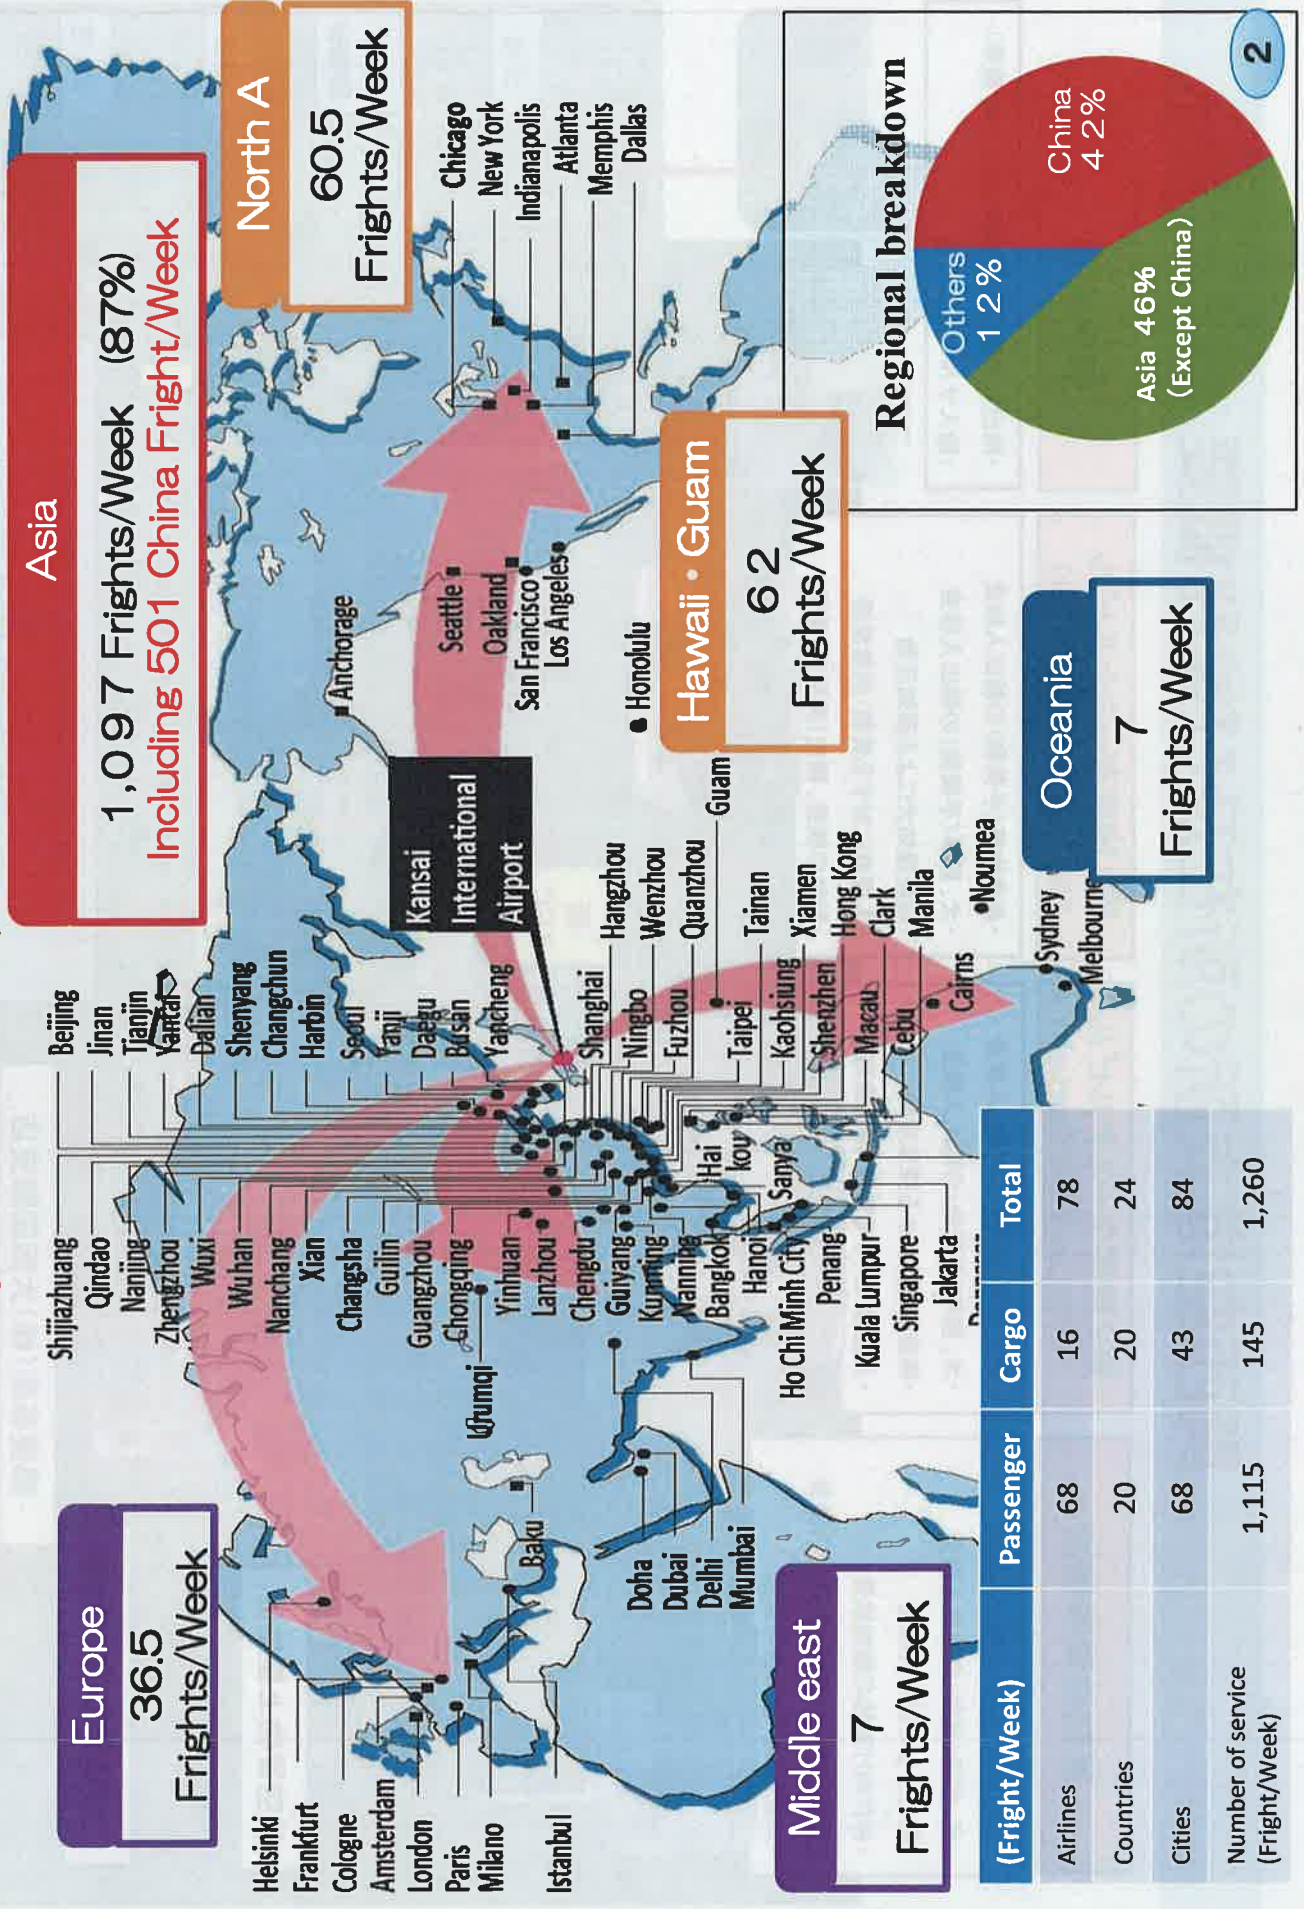 Asia
1,097 Frights/Week (87%)
Including 501 China Fright/Week
North A
60.5
Frights/Week
Europe
36.5
Frights/Week
Middle east
7
Frights/Week
Hawaii・Guam
62
Frights/Week
Oceania
7
Frights/Week
Kansai
International
Airport
Helsinki
Frankfurt
Cologne
Amsterdam
London
Paris
Milano
Istanbul
Baku
Doha
Dubai
Delhi
Mumbai
Urumqi
Shijiazhuang
Qindao
Nanjing
Zhengzhou
Wuxi
Wuhan
Nanchang
Xian
Changsha
Guilin
Guangzhou
Chongqing
Yinhuan
Lanzhou
Chengdu
Guiyang
Kunming
Nanning
Bangkok
Hanoi
Ho Chi Minh City
Penang
Kuala Lumpur
Singapore
Jakarta
Beijing
Jinan
Tianjin
Yantai
Dalian
Shenyang
Changchun
Harbin
Seoul
Yanji
Daegu
Busan
Yancheng
Shanghai
Hangzhou
Ningbo
Wenzhou
Fuzhou
Quanzhou
Guam
Taipei
Tainan
Kaohsiung
Xiamen
Shenzhen
Hong Kong
Macau
Clark
Cebu
Manila
Hai
kou
Sanya
Cairns
Noumea
Sydney
Melbourne
Anchorage
Seattle
Oakland
San Francisco
Los Angeles
Honolulu
Chicago
New York
Indianapolis
Atlanta
Memphis
Dallas
(Fright/Week) Passenger Cargo Total
Airlines 68 16 78
Countries 20 20 24
Cities 68 43 84
Number of service
(Fright/Week) 1,115 145 1,260
Regional breakdown
Others
12%
China
42%
Asia 46%
(Except China)
2